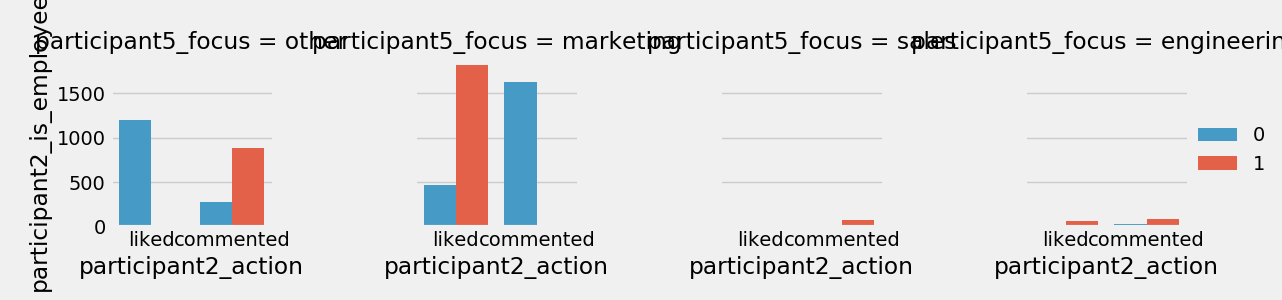 participant5_focus = other
participant5_focus = marketing
participant5_focus = sales
participant5_focus = engineerin
participant2_is_employee
1500
1000
500
0
liked commented
liked commented
liked commented
liked commented
participant2_action
participant2_action
participant2_action
participant2_action
0
1